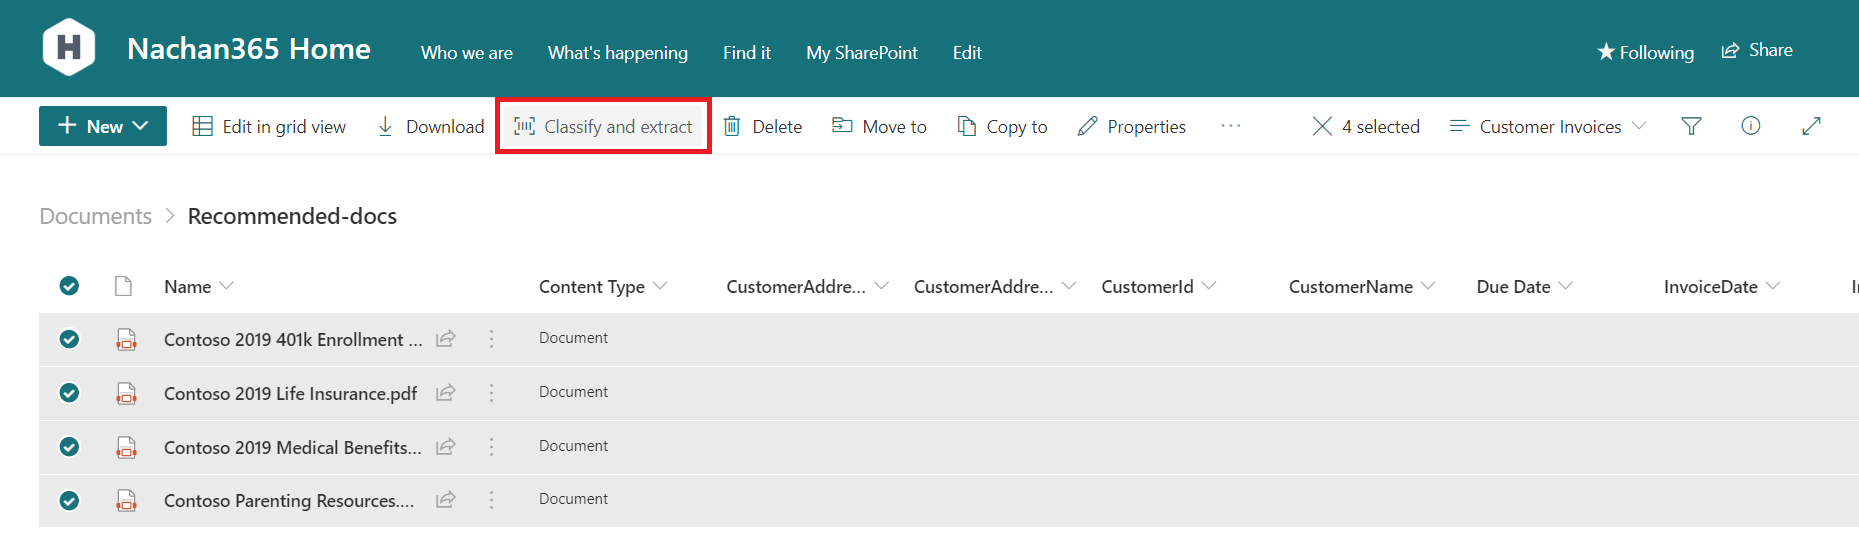 H Nachan365 Home Who we are What's happening Find it My SharePoint Edit Following Share
New Edit in grid view Download Classify and extract Delete Move to Copy to Properties ··· 4 selected Customer Invoices
Documents > Recommended-docs
Name Content Type CustomerAddre... CustomerAddre... CustomerId CustomerName Due Date InvoiceDate
Contoso 2019 401k Enrollment ... Document
Contoso 2019 Life Insurance.pdf Document
Contoso 2019 Medical Benefits... Document
Contoso Parenting Resources.... Document